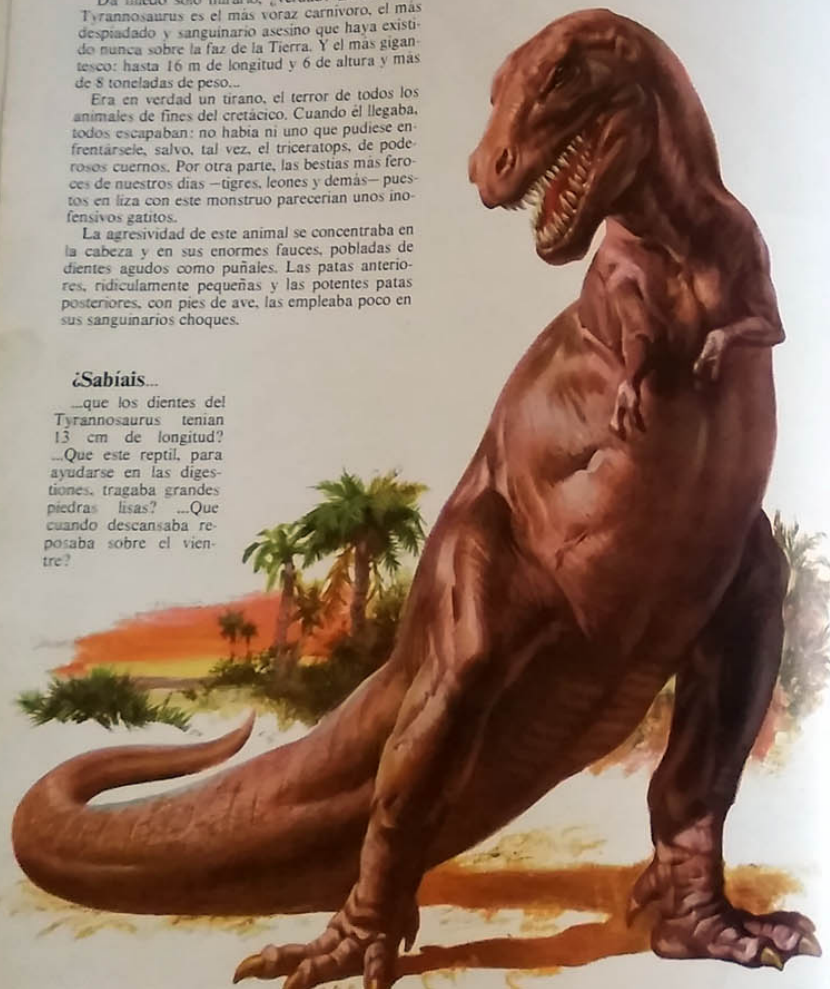 Da miedo sólo mirarlo, ¿verdad?
Tyrannosaurus es el más voraz carnívoro, el más
despiadado y sanguinario asesino que haya existi-
do nunca sobre la faz de la Tierra. Y el más gigan-
tesco: hasta 16 m de longitud y 6 de altura y más
de 8 toneladas de peso...
Era en verdad un tirano, el terror de todos los
animales de fines del cretácico. Cuando él llegaba,
todos escapaban: no había ni uno que pudiese en-
frentársele, salvo, tal vez, el triceratops, de pode-
rosos cuernos. Por otra parte, las bestias más fero-
ces de nuestros días —tigres, leones y demás— pues-
tos en liza con este monstruo parecerían unos ino-
fensivos gatitos.
La agresividad de este animal se concentraba en
la cabeza y en sus enormes fauces, pobladas de
dientes agudos como puñales. Las patas anterio-
res, ridiculamente pequeñas y las potentes patas
posteriores, con pies de ave, las empleaba poco en
sus sanguinarios choques.
¿Sabíais...
...que los dientes del
Tyrannosaurus tenían
13 cm de longitud?
...Que este reptil, para
ayudarse en las diges-
tiones, tragaba grandes
piedras lisas? ...Que
cuando descansaba re-
posaba sobre el vien-
tre?